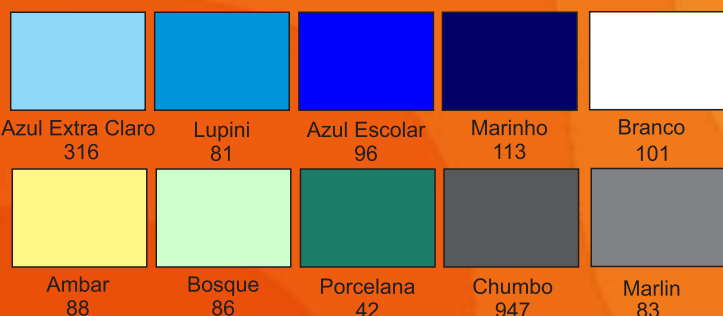 Azul Extra Claro
316
Lupini
81
Azul Escolar
96
Marinho
113
Branco
101
Ambar
88
Bosque
86
Porcelana
42
Chumbo
947
Marlin
83